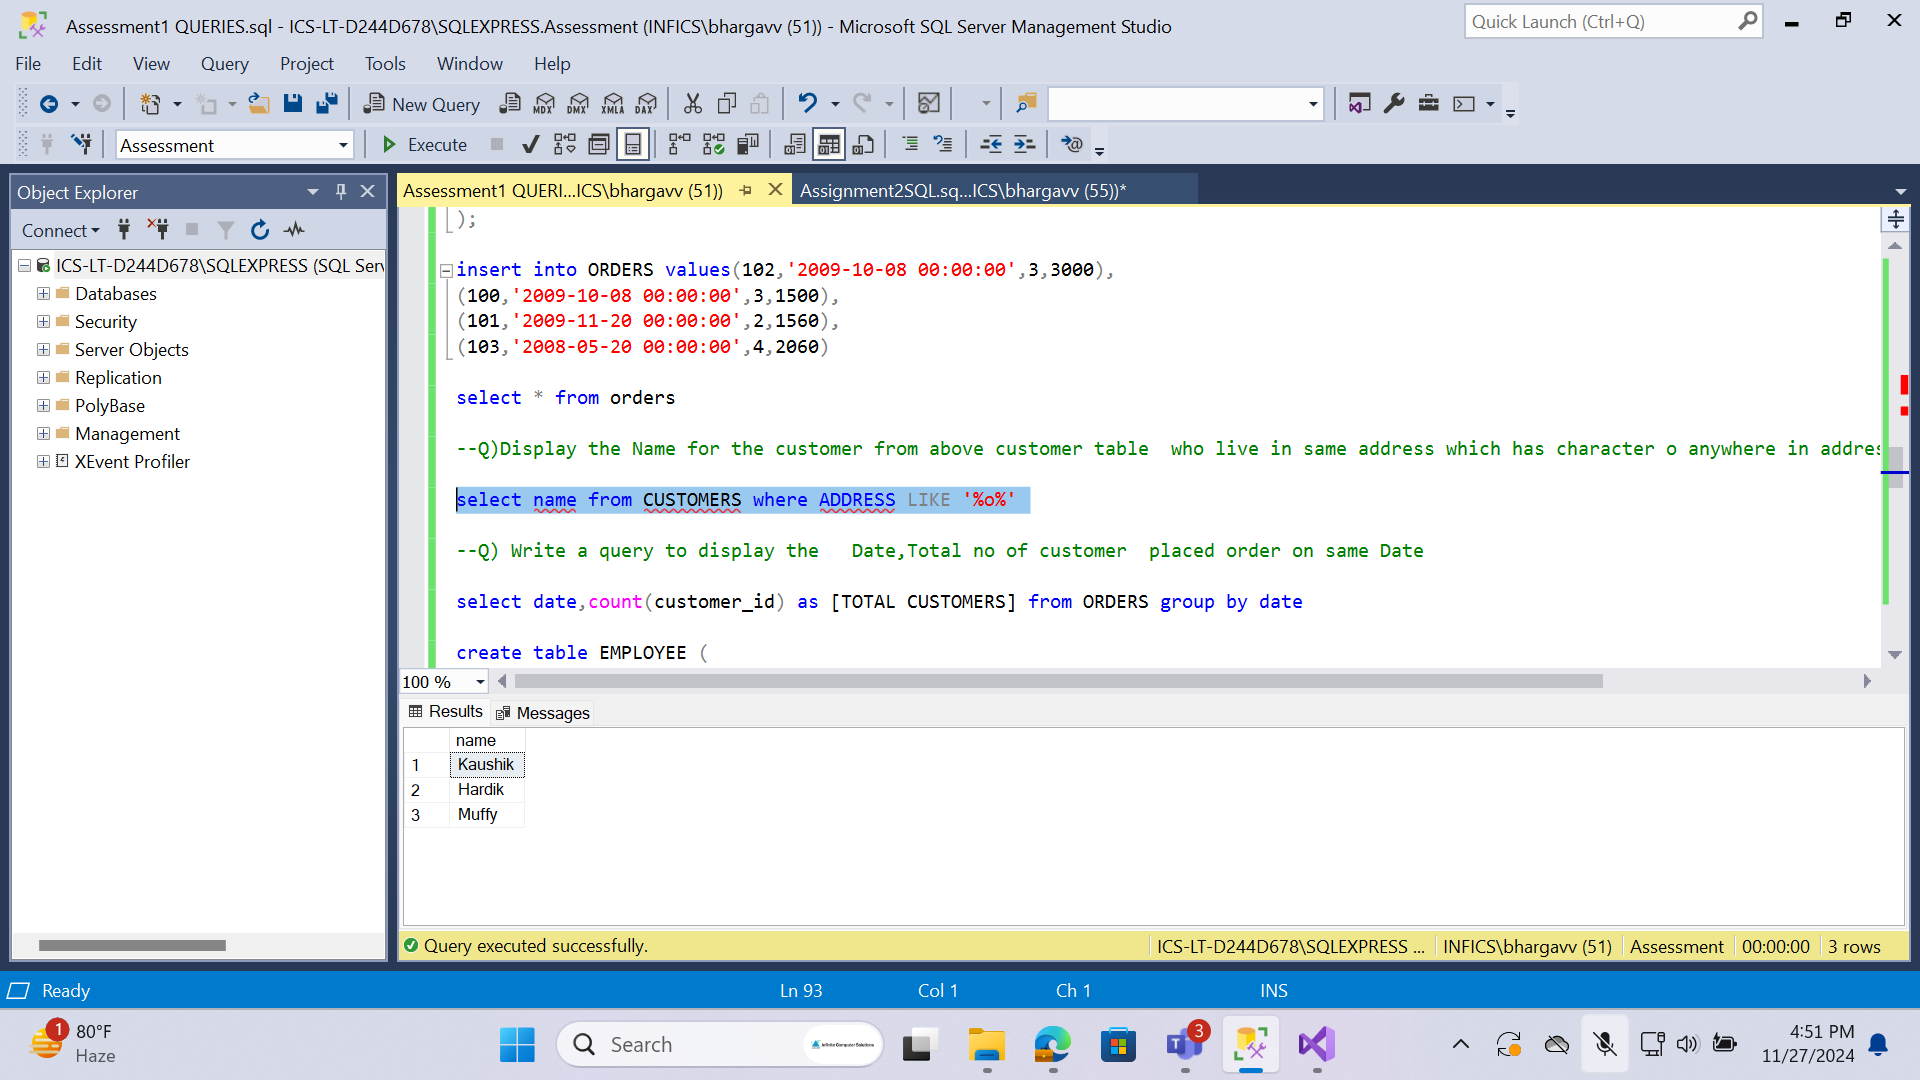 Assessment1 QUERIES.sql - ICS-LT-D244D678\SQLEXPRESS.Assessment (INFICS\bhargavv (51)) - Microsoft SQL Server Management Studio
Quick Launch (Ctrl+Q)
File Edit View Query Project Tools Window Help
New Query MDX DMX XMLA DAX
Assessment Execute
Object Explorer
Assessment1 QUERI...ICS\bhargavv (51)) Assignment2SQL.sq...ICS\bhargavv (55))*
Connect
ICS-LT-D244D678\SQLEXPRESS (SQL Serv
Databases
Security
Server Objects
Replication
PolyBase
Management
XEvent Profiler
);
insert into ORDERS values(102,'2009-10-08 00:00:00',3,3000),
(100,'2009-10-08 00:00:00',3,1500),
(101,'2009-11-20 00:00:00',2,1560),
(103,'2008-05-20 00:00:00',4,2060)
select * from orders
--Q)Display the Name for the customer from above customer table  who live in same address which has character o anywhere in addres
select name from CUSTOMERS where ADDRESS LIKE '%o%'
--Q) Write a query to display the   Date,Total no of customer  placed order on same Date
select date,count(customer_id) as [TOTAL CUSTOMERS] from ORDERS group by date
create table EMPLOYEE (
100 %
Results Messages
name
1 Kaushik
2 Hardik
3 Muffy
Query executed successfully.
ICS-LT-D244D678\SQLEXPRESS ... INFICS\bhargavv (51) Assessment 00:00:00 3 rows
Ready Ln 93 Col 1 Ch 1 INS
1
80°F
Haze
Search
Infinite Computer Solutions
3
4:51 PM
11/27/2024